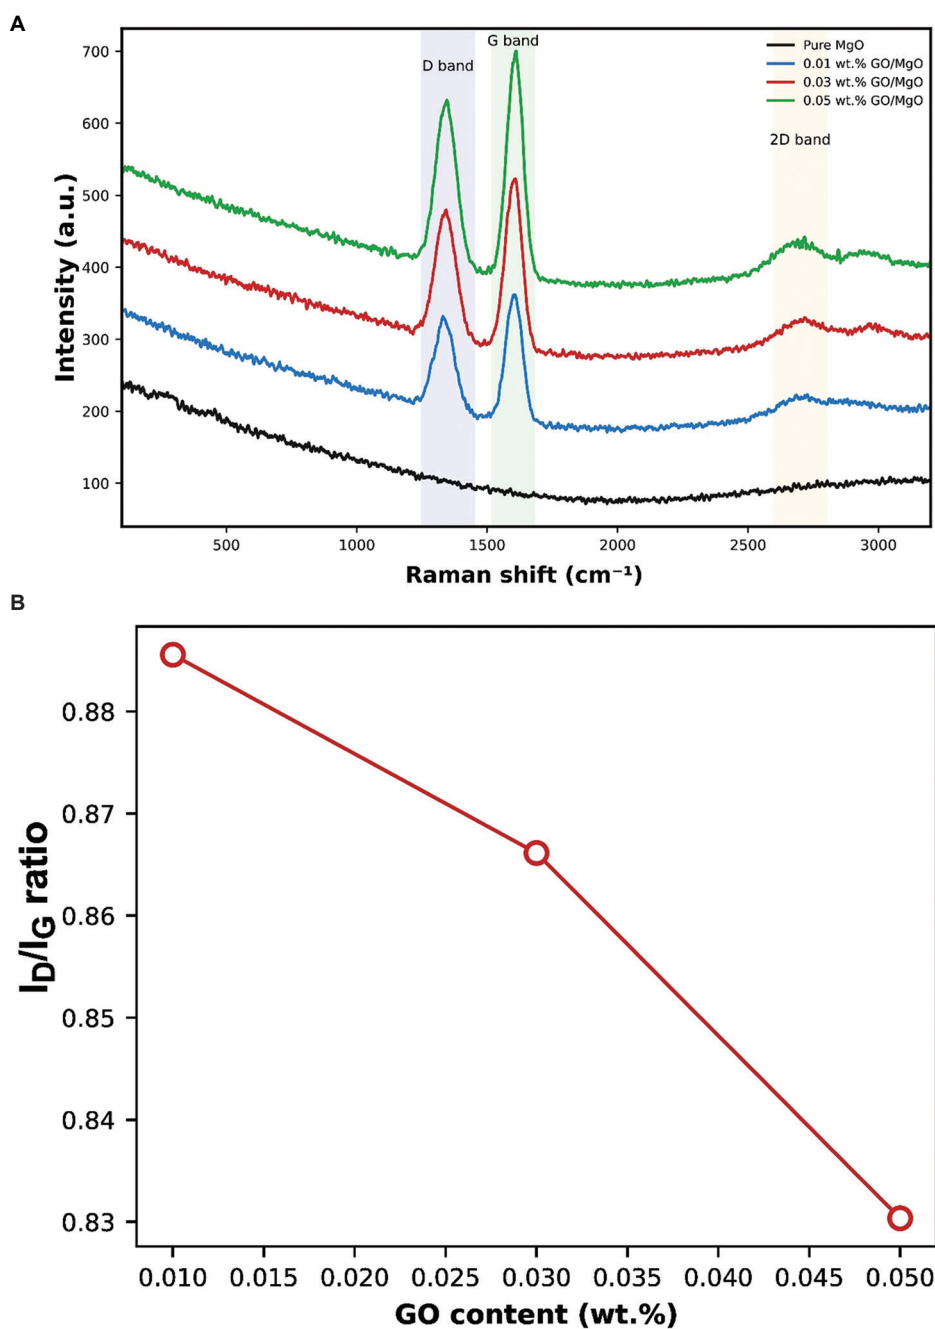 A
G band
D band
2D band
Pure MgO
0.01 wt.% GO/MgO
0.03 wt.% GO/MgO
0.05 wt.% GO/MgO
Intensity (a.u.)
700
600
500
400
300
200
100
500 1000 1500 2000 2500 3000
Raman shift (cm⁻¹)
B
I_D/I_G ratio
0.88
0.87
0.86
0.85
0.84
0.83
0.010 0.015 0.020 0.025 0.030 0.035 0.040 0.045 0.050
GO content (wt.%)